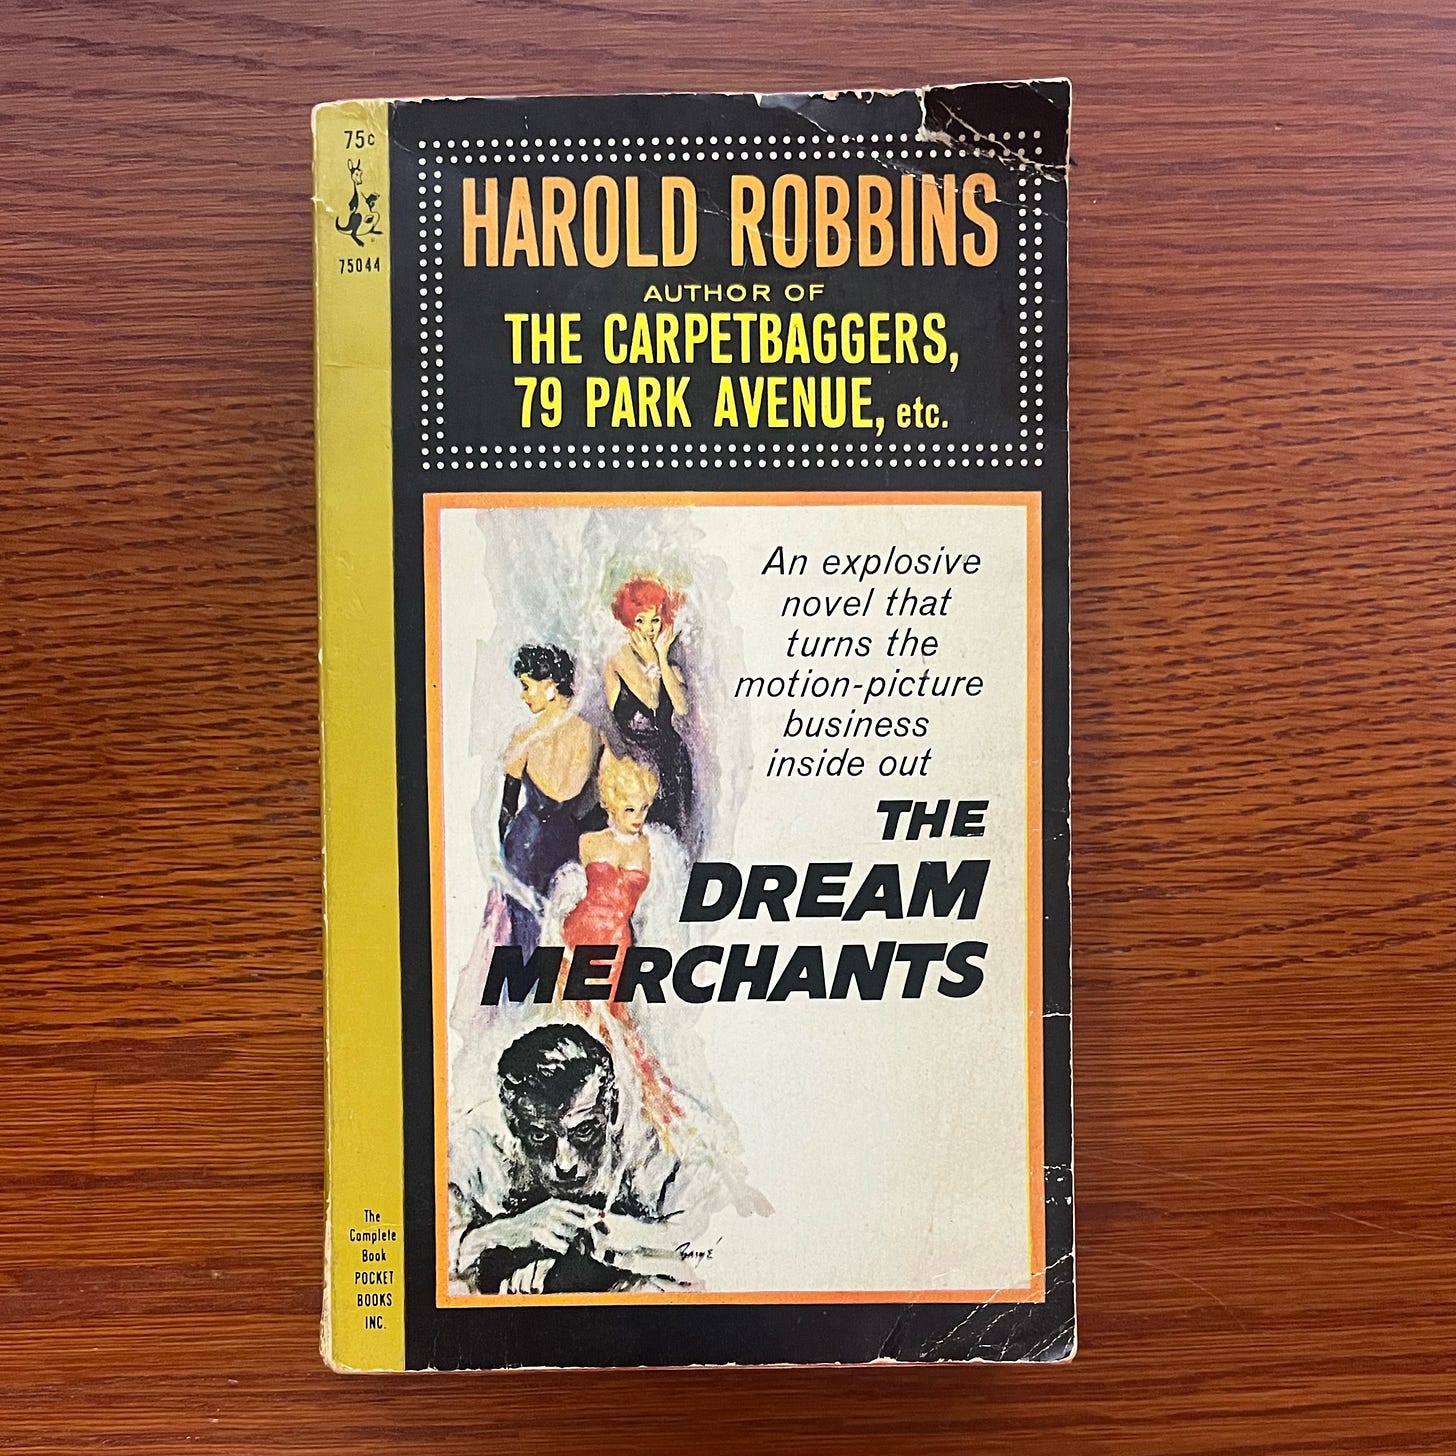 75c
75044
HAROLD ROBBINS
AUTHOR OF
THE CARPETBAGGERS,
79 PARK AVENUE, etc.
An explosive
novel that
turns the
motion-picture
business
inside out
THE
DREAM
MERCHANTS
The
Complete
Book
POCKET
BOOKS
INC.